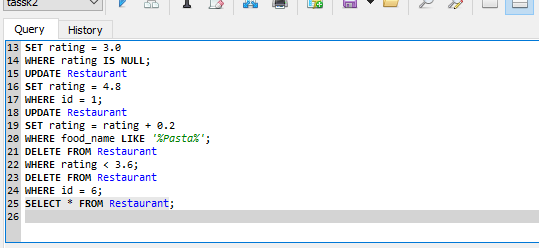 tassk2
Query History
13 SET rating = 3.0
14 WHERE rating IS NULL;
15 UPDATE Restaurant
16 SET rating = 4.8
17 WHERE id = 1;
18 UPDATE Restaurant
19 SET rating = rating + 0.2
20 WHERE food_name LIKE '%Pasta%';
21 DELETE FROM Restaurant
22 WHERE rating < 3.6;
23 DELETE FROM Restaurant
24 WHERE id = 6;
25 SELECT * FROM Restaurant;
26